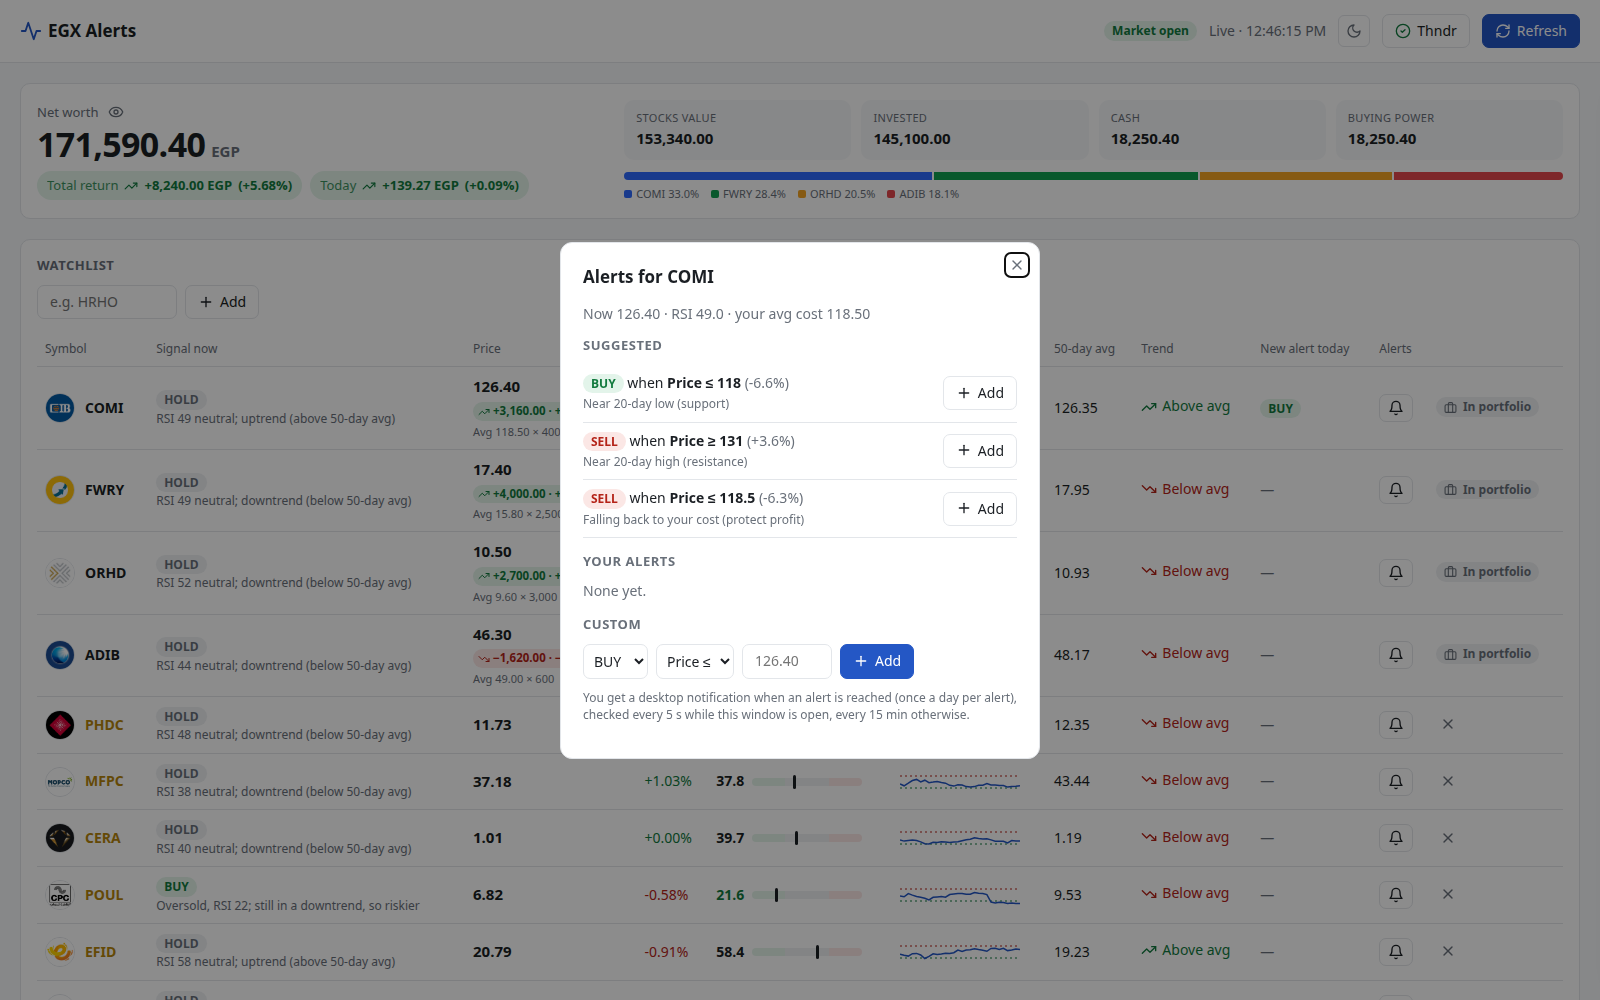 EGX Alerts
Market open
Live · 12:46:15 PM
Thndr
Refresh
Net worth
171,590.40 EGP
Total return +8,240.00 EGP (+5.68%)
Today +139.27 EGP (+0.09%)
STOCKS VALUE
153,340.00
INVESTED
145,100.00
CASH
18,250.40
BUYING POWER
18,250.40
COMI 33.0% FWRY 28.4% ORHD 20.5% ADIB 18.1%
WATCHLIST
e.g. HRHO
Add
Symbol Signal now Price 50-day avg Trend New alert today Alerts
COMI
HOLD
RSI 49 neutral; uptrend (above 50-day avg)
126.40
+3,160.00 · +
Avg 118.50 × 400
126.35 Above avg BUY In portfolio
FWRY
HOLD
RSI 49 neutral; downtrend (below 50-day avg)
17.40
+4,000.00 · +
Avg 15.80 × 2,500
17.95 Below avg — In portfolio
ORHD
HOLD
RSI 52 neutral; downtrend (below 50-day avg)
10.50
+2,700.00 · +
Avg 9.60 × 3,000
10.93 Below avg — In portfolio
ADIB
HOLD
RSI 44 neutral; downtrend (below 50-day avg)
46.30
−1,620.00 · −
Avg 49.00 × 600
48.17 Below avg — In portfolio
PHDC
HOLD
RSI 48 neutral; downtrend (below 50-day avg)
11.73
12.35 Below avg —
MFPC
HOLD
RSI 38 neutral; downtrend (below 50-day avg)
37.18 +1.03% 37.8 43.44 Below avg —
CERA
HOLD
RSI 40 neutral; downtrend (below 50-day avg)
1.01 +0.00% 39.7 1.19 Below avg —
CPC
POUL
BUY
Oversold, RSI 22; still in a downtrend, so riskier
6.82 -0.58% 21.6 9.53 Below avg —
EFID
HOLD
RSI 58 neutral; uptrend (above 50-day avg)
20.79 -0.91% 58.4 19.23 Above avg —
HOLD
Alerts for COMI
Now 126.40 · RSI 49.0 · your avg cost 118.50
SUGGESTED
BUY when Price ≤ 118 (-6.6%)
Near 20-day low (support)
Add
SELL when Price ≥ 131 (+3.6%)
Near 20-day high (resistance)
Add
SELL when Price ≤ 118.5 (-6.3%)
Falling back to your cost (protect profit)
Add
YOUR ALERTS
None yet.
CUSTOM
BUY Price ≤ 126.40 Add
You get a desktop notification when an alert is reached (once a day per alert),
checked every 5 s while this window is open, every 15 min otherwise.